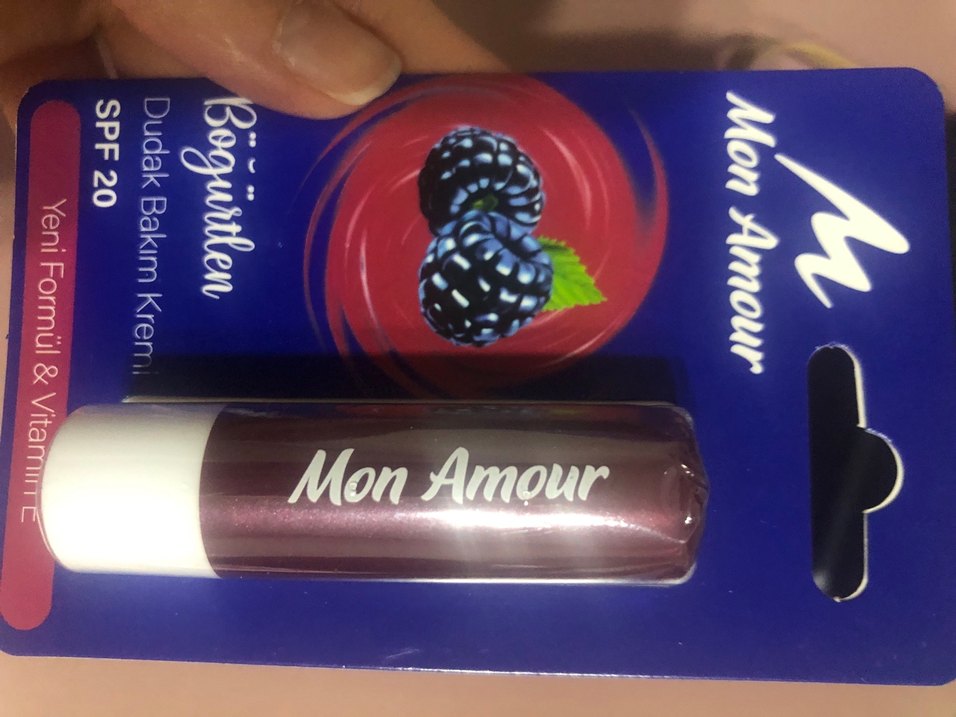 Mon Amour
Böğürtlen
Dudak Bakım Kremi
SPF 20
Yeni Formül & Vitamin E
Mon Amour